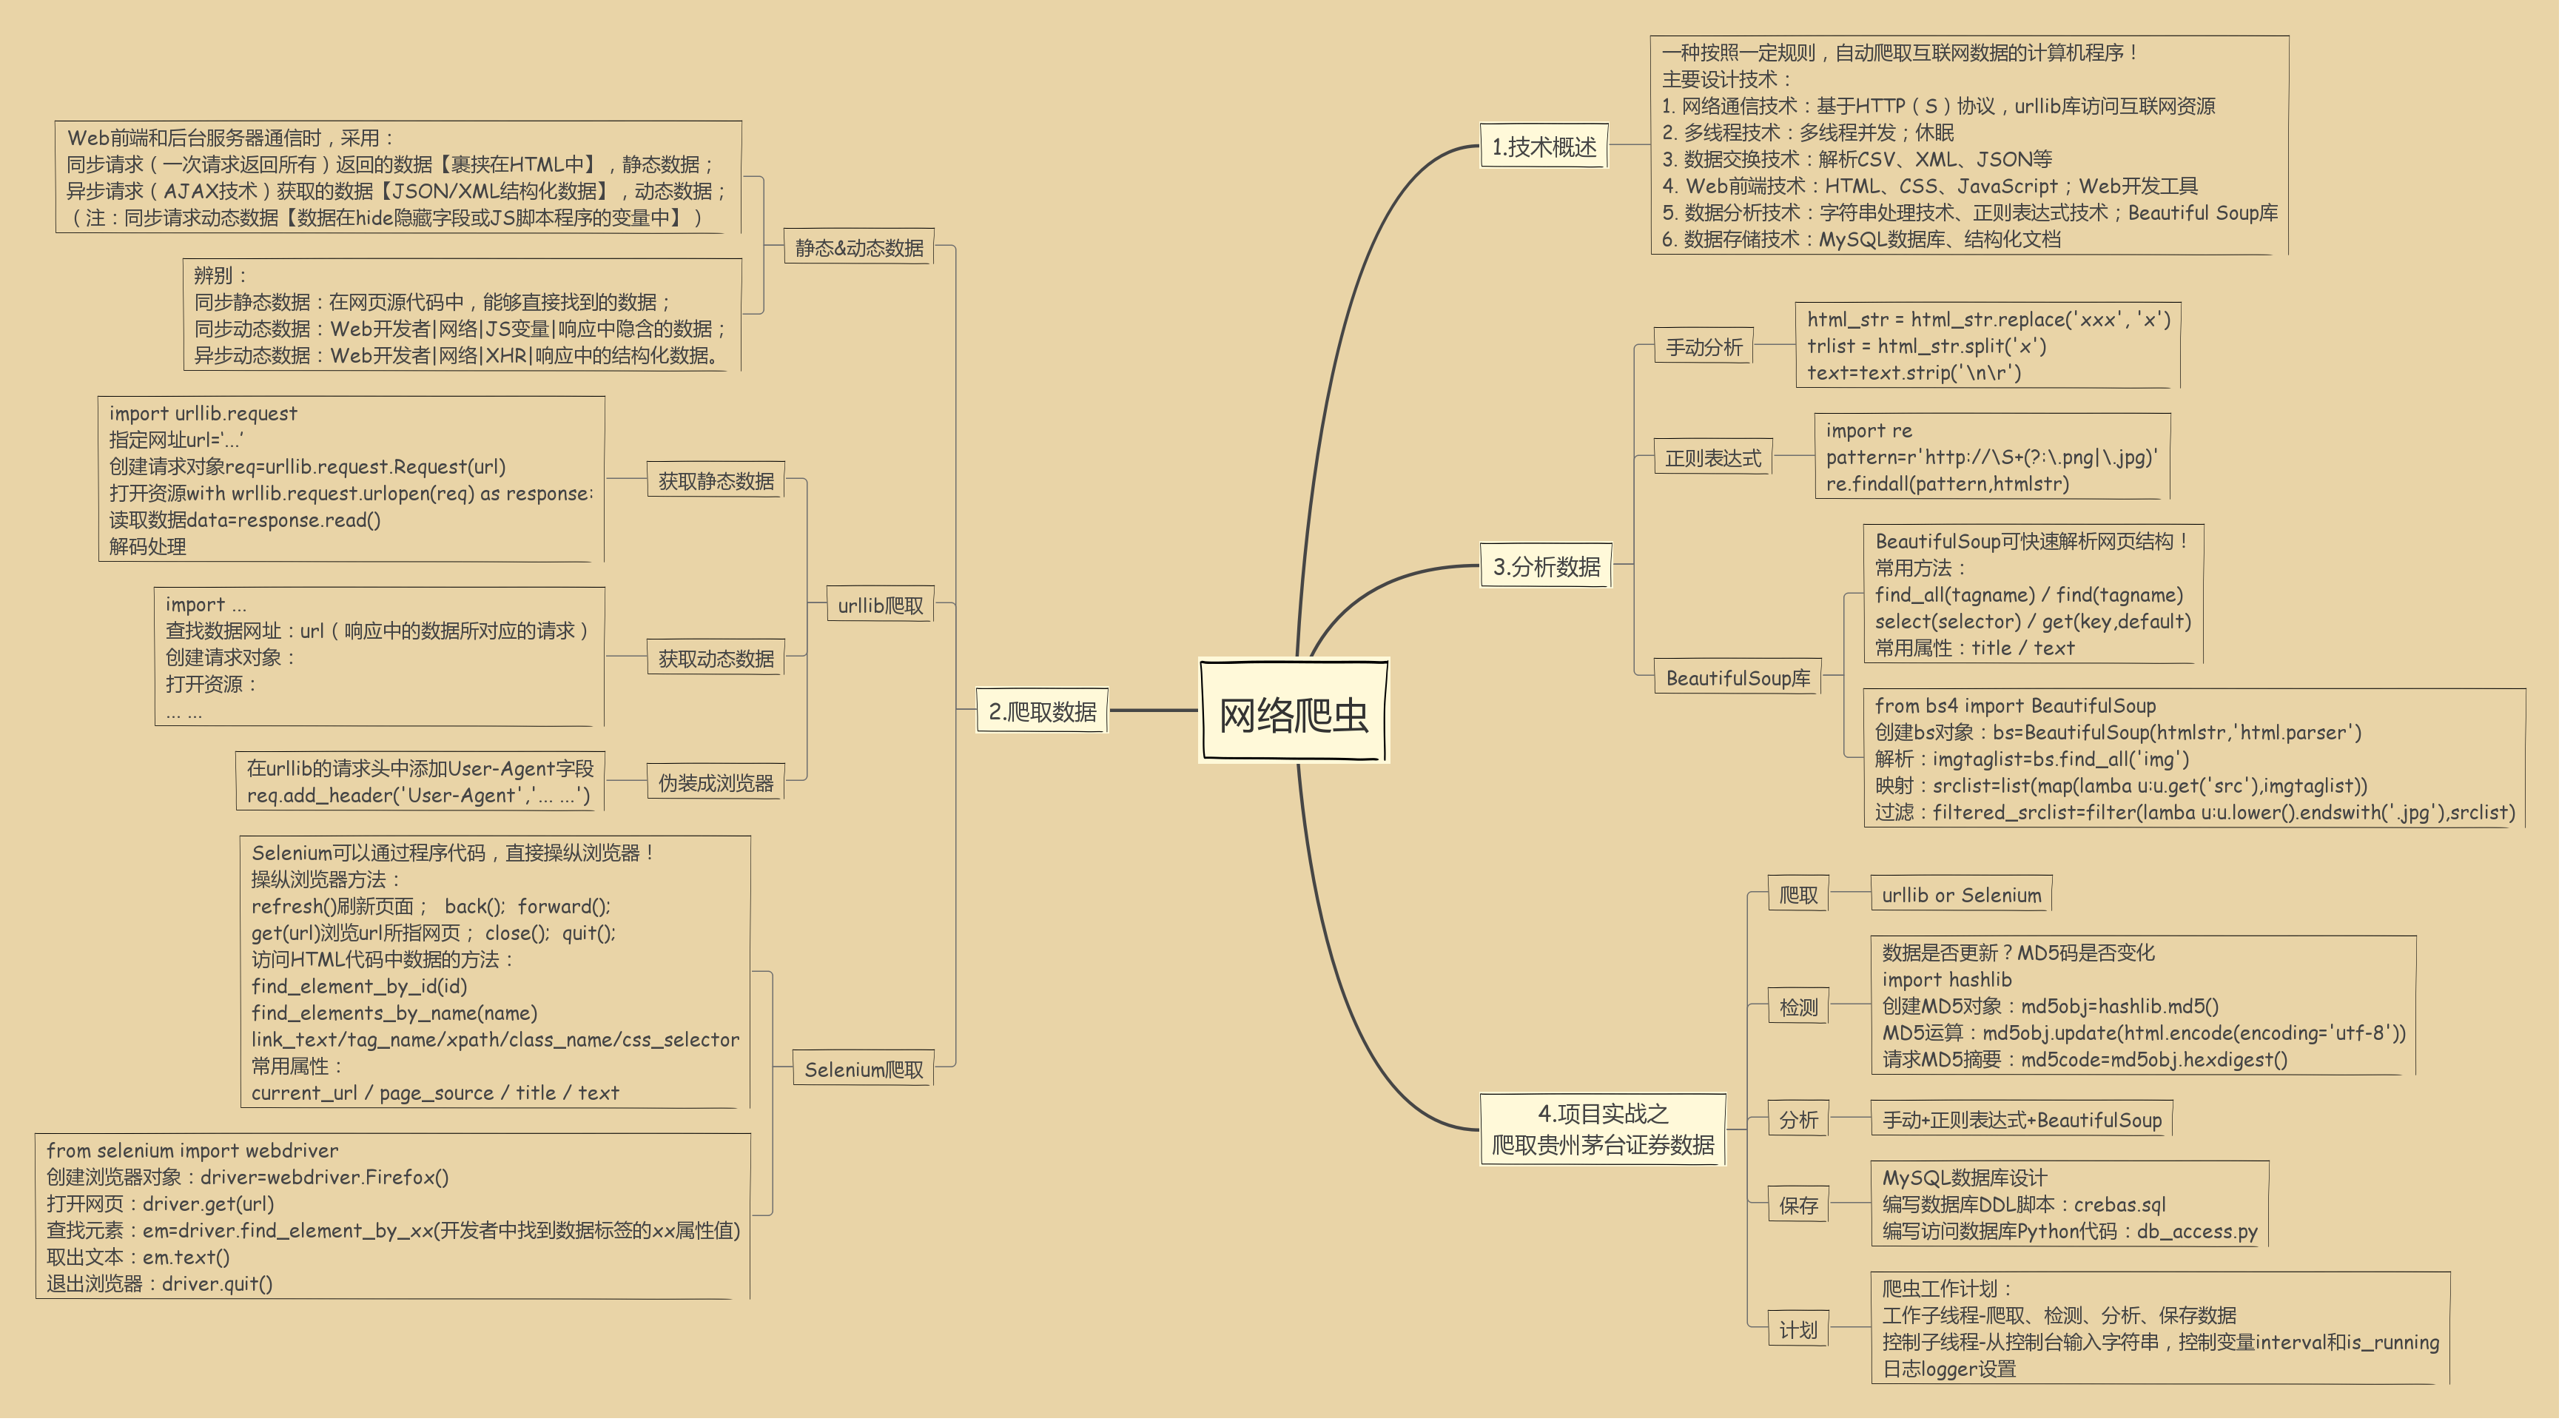 网络爬虫
1.技术概述
一种按照一定规则，自动爬取互联网数据的计算机程序！
主要设计技术：
1. 网络通信技术：基于HTTP（S）协议，urllib库访问互联网资源
2. 多线程技术：多线程并发；休眠
3. 数据交换技术：解析CSV、XML、JSON等
4. Web前端技术：HTML、CSS、JavaScript；Web开发工具
5. 数据分析技术：字符串处理技术、正则表达式技术；Beautiful Soup库
6. 数据存储技术：MySQL数据库、结构化文档
2.爬取数据
静态&动态数据
Web前端和后台服务器通信时，采用：
同步请求（一次请求返回所有）返回的数据【裹挟在HTML中】，静态数据；
异步请求（AJAX技术）获取的数据【JSON/XML结构化数据】，动态数据；
（注：同步请求动态数据【数据在hide隐藏字段或JS脚本程序的变量中】）
辨别：
同步静态数据：在网页源代码中，能够直接找到的数据；
同步动态数据：Web开发者|网络|JS变量|响应中隐含的数据；
异步动态数据：Web开发者|网络|XHR|响应中的结构化数据。
urllib爬取
获取静态数据
import urllib.request
指定网址url=‘...’
创建请求对象req=urllib.request.Request(url)
打开资源with wrllib.request.urlopen(req) as response:
读取数据data=response.read()
解码处理
获取动态数据
import ...
查找数据网址：url（响应中的数据所对应的请求）
创建请求对象：
打开资源：
... ...
伪装成浏览器
在urllib的请求头中添加User-Agent字段
req.add_header('User-Agent','... ...')
Selenium爬取
Selenium可以通过程序代码，直接操纵浏览器！
操纵浏览器方法：
refresh()刷新页面； back(); forward();
get(url)浏览url所指网页； close(); quit();
访问HTML代码中数据的方法：
find_element_by_id(id)
find_elements_by_name(name)
link_text/tag_name/xpath/class_name/css_selector
常用属性：
current_url / page_source / title / text
from selenium import webdriver
创建浏览器对象：driver=webdriver.Firefox()
打开网页：driver.get(url)
查找元素：em=driver.find_element_by_xx(开发者中找到数据标签的xx属性值)
取出文本：em.text()
退出浏览器：driver.quit()
3.分析数据
手动分析
html_str = html_str.replace('xxx', 'x')
trlist = html_str.split('x')
text=text.strip('\n\r')
正则表达式
import re
pattern=r'http://\S+(?:\.png|\.jpg)'
re.findall(pattern,htmlstr)
BeautifulSoup库
BeautifulSoup可快速解析网页结构！
常用方法：
find_all(tagname) / find(tagname)
select(selector) / get(key,default)
常用属性：title / text
from bs4 import BeautifulSoup
创建bs对象：bs=BeautifulSoup(htmlstr,'html.parser')
解析：imgtaglist=bs.find_all('img')
映射：srclist=list(map(lamba u:u.get('src'),imgtaglist))
过滤：filtered_srclist=filter(lamba u:u.lower().endswith('.jpg'),srclist)
4.项目实战之
爬取贵州茅台证券数据
爬取
urllib or Selenium
检测
数据是否更新？MD5码是否变化
import hashlib
创建MD5对象：md5obj=hashlib.md5()
MD5运算：md5obj.update(html.encode(encoding='utf-8'))
请求MD5摘要：md5code=md5obj.hexdigest()
分析
手动+正则表达式+BeautifulSoup
保存
MySQL数据库设计
编写数据库DDL脚本：crebas.sql
编写访问数据库Python代码：db_access.py
计划
爬虫工作计划：
工作子线程-爬取、检测、分析、保存数据
控制子线程-从控制台输入字符串，控制变量interval和is_running
日志logger设置